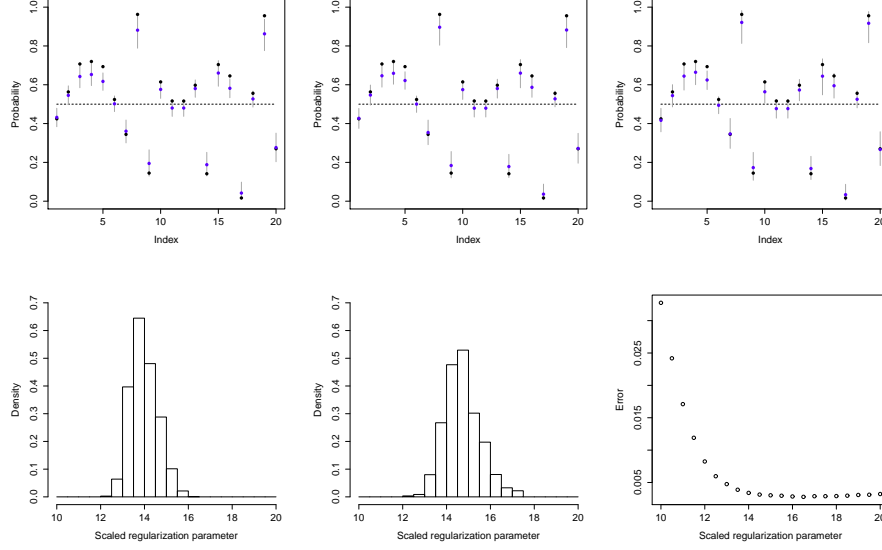 Probability
0.0 0.2 0.4 0.6 0.8 1.0
5 10 15 20
Index
Probability
0.0 0.2 0.4 0.6 0.8 1.0
5 10 15 20
Index
Probability
0.0 0.2 0.4 0.6 0.8 1.0
5 10 15 20
Index
Density
0.0 0.1 0.2 0.3 0.4 0.5 0.6 0.7
10 12 14 16 18 20
Scaled regularization parameter
Density
0.0 0.1 0.2 0.3 0.4 0.5 0.6 0.7
10 12 14 16 18 20
Scaled regularization parameter
Error
0.005 0.015 0.025
10 12 14 16 18 20
Scaled regularization parameter